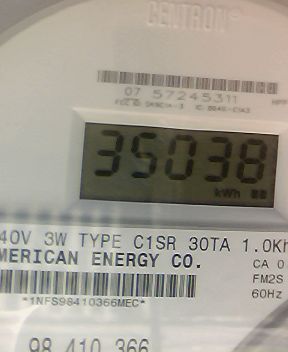 CENTRON®
07 57245311
35038
kWh
40V 3W TYPE C1SR 30TA 1.0Kh
MERICAN ENERGY CO.
CA 0
FM2S
60Hz
*1NFS98410366MEC*
98 410 366